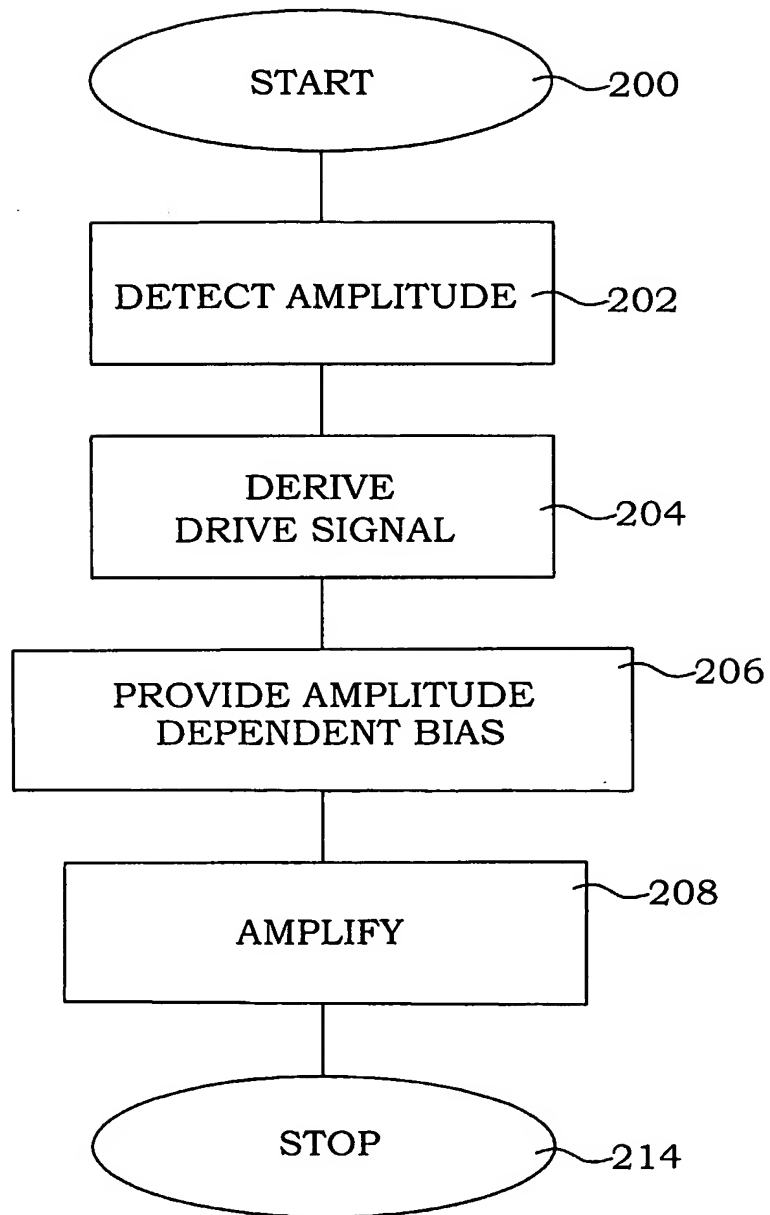 START
200
DETECT AMPLITUDE
202
DERIVE
DRIVE SIGNAL
204
206
PROVIDE AMPLITUDE
DEPENDENT BIAS
208
AMPLIFY
STOP
214